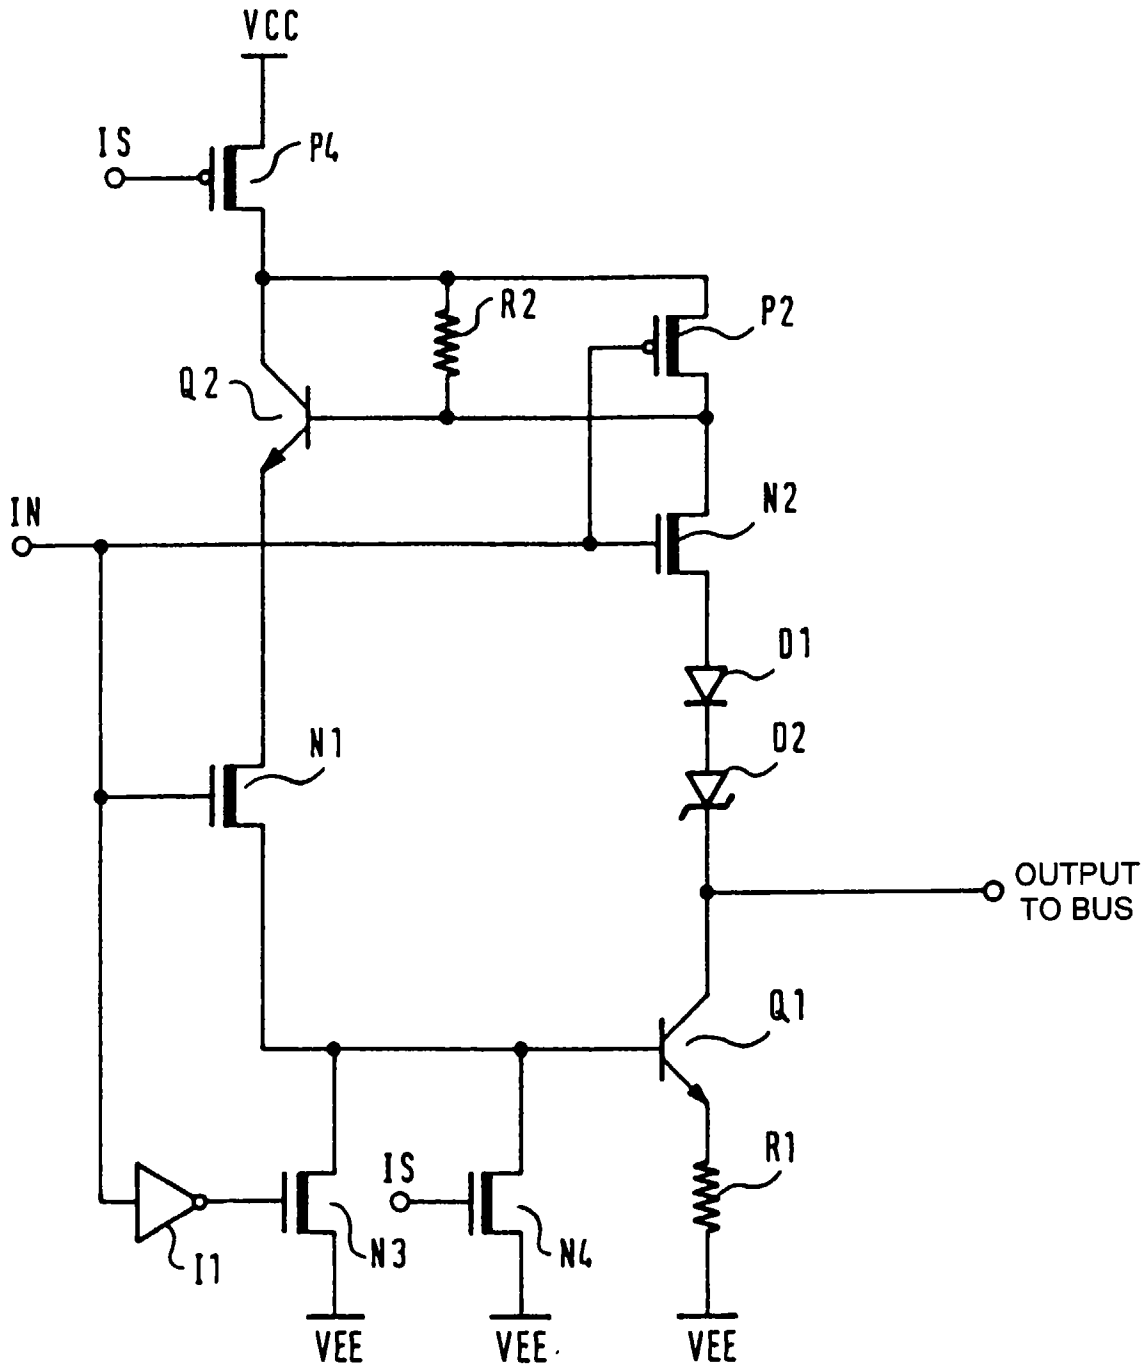 VCC
IS
P4
R2
P2
Q2
IN
N2
D1
N1
D2
OUTPUT
TO BUS
Q1
IS
R1
I1
N3
N4
VEE
VEE
VEE